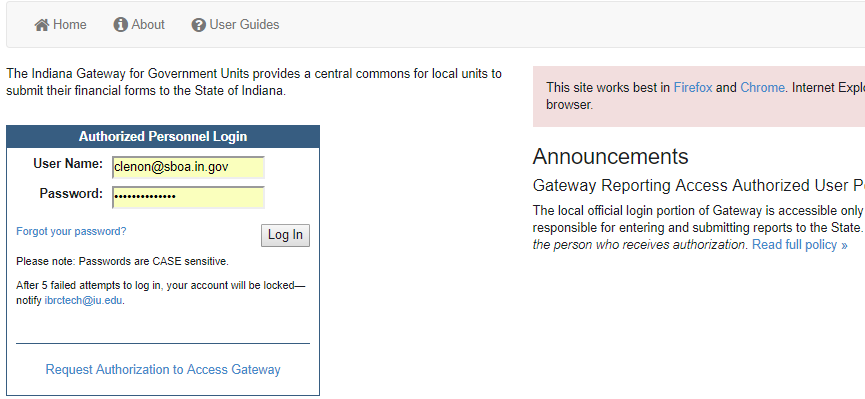 Home About User Guides
The Indiana Gateway for Government Units provides a central commons for local units to
submit their financial forms to the State of Indiana.
Authorized Personnel Login
User Name: clenon@sboa.in.gov
Password: ••••••••••••••
Forgot your password? Log In
Please note: Passwords are CASE sensitive.
After 5 failed attempts to log in, your account will be locked—
notify ibrctech@iu.edu.
Request Authorization to Access Gateway
This site works best in Firefox and Chrome. Internet Explo
browser.
Announcements
Gateway Reporting Access Authorized User P
The local official login portion of Gateway is accessible only
responsible for entering and submitting reports to the State.
the person who receives authorization. Read full policy »